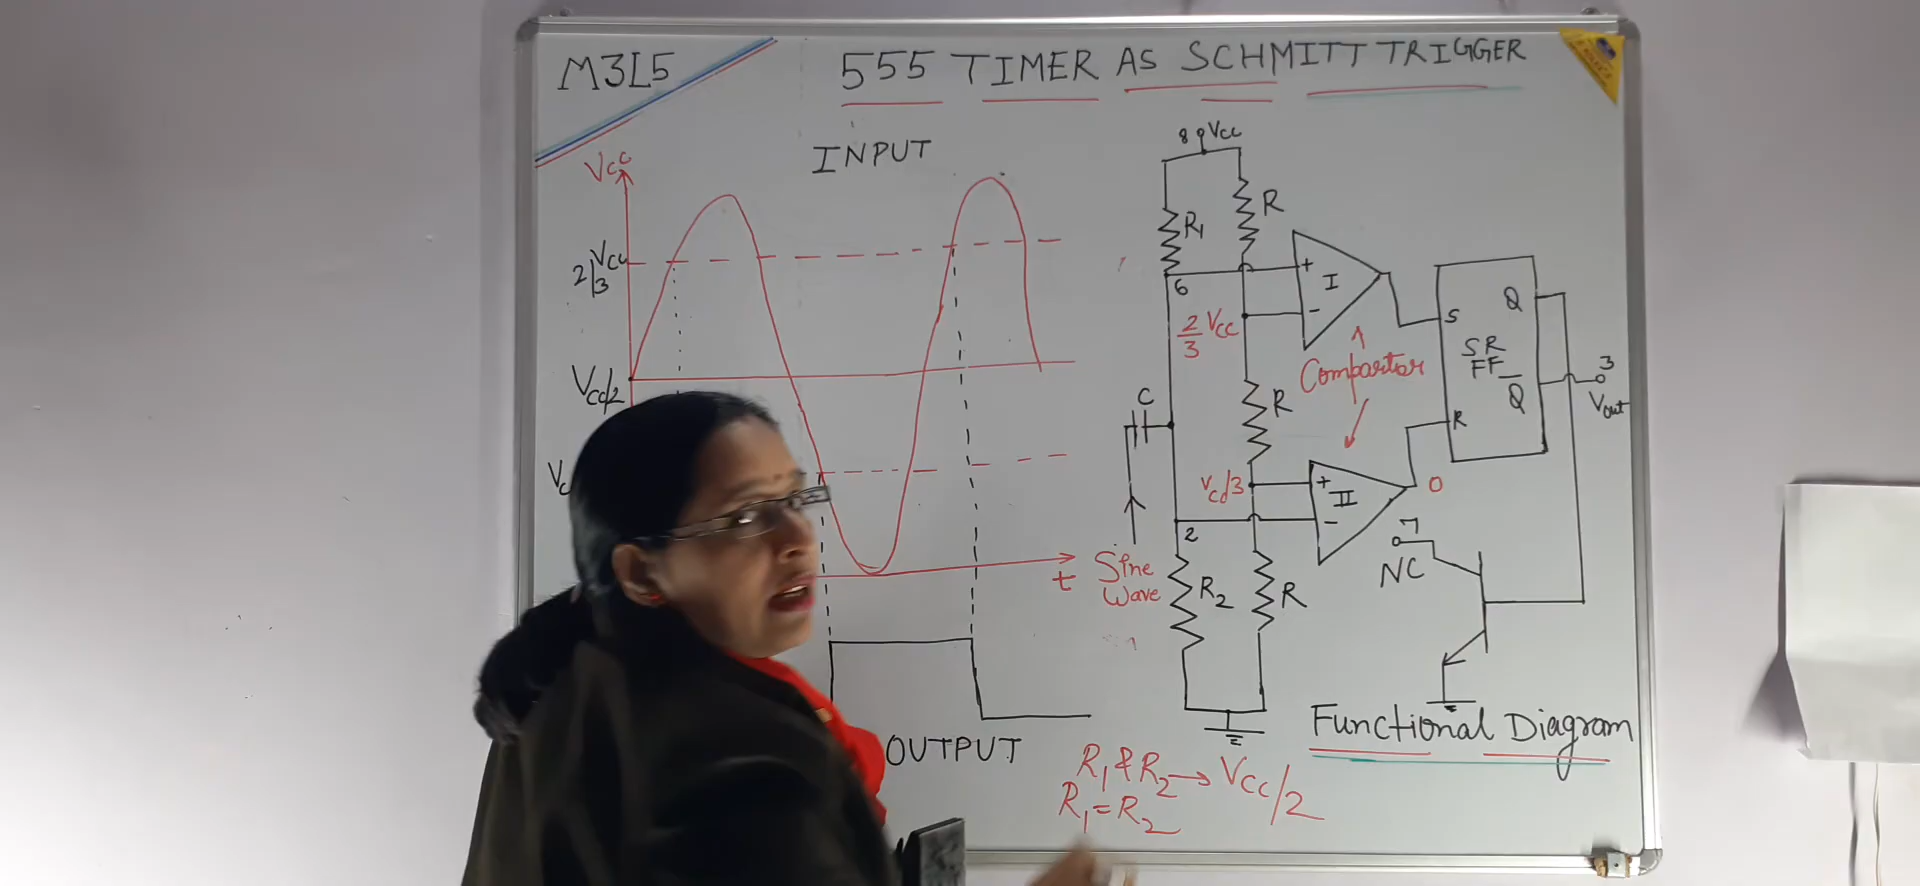 M3L5
555 TIMER AS SCHMITT TRIGGER
INPUT
Vcc
2/3 Vcc
Vcc/2
t
OUTPUT
8 Vcc
R1
R
6
+
I
-
2/3 Vcc
Compartor
C
R
Vcc/3
+
II
-
0
2
Sine
Wave
R2
R
S
Q
SR
FF
Q̅
R
3
Vout
7
NC
Functional Diagram
R1 & R2 → Vcc/2
R1 = R2